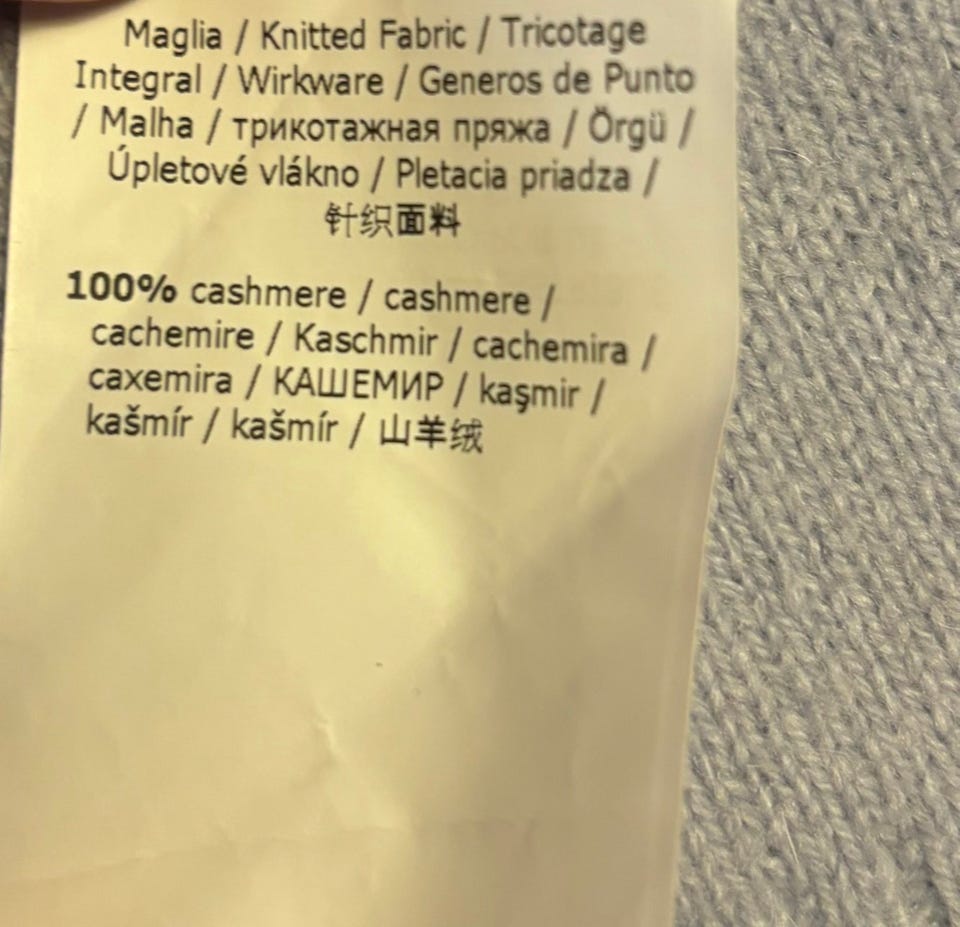 Maglia / Knitted Fabric / Tricotage
Integral / Wirkware / Generos de Punto
/ Malha / трикотажная пряжа / Örgü /
Úpletové vlákno / Pletacia priadza /
针织面料
100% cashmere / cashmere /
cachemire / Kaschmir / cachemira /
caxemira / КАШЕМИР / kaşmir /
kašmír / kašmír / 山羊绒